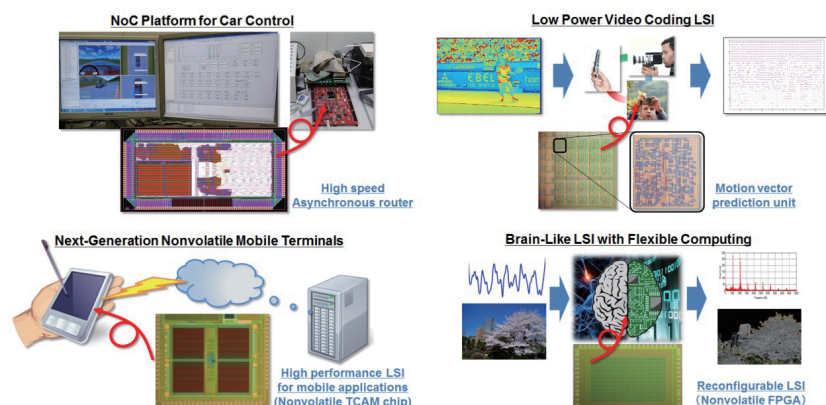 NoC Platform for Car Control
High speed
Asynchronous router
Low Power Video Coding LSI
EBEL
Motion vector
prediction unit
Next-Generation Nonvolatile Mobile Terminals
High performance LSI
for mobile applications
(Nonvolatile TCAM chip)
Brain-Like LSI with Flexible Computing
Reconfigurable LSI
(Nonvolatile FPGA)